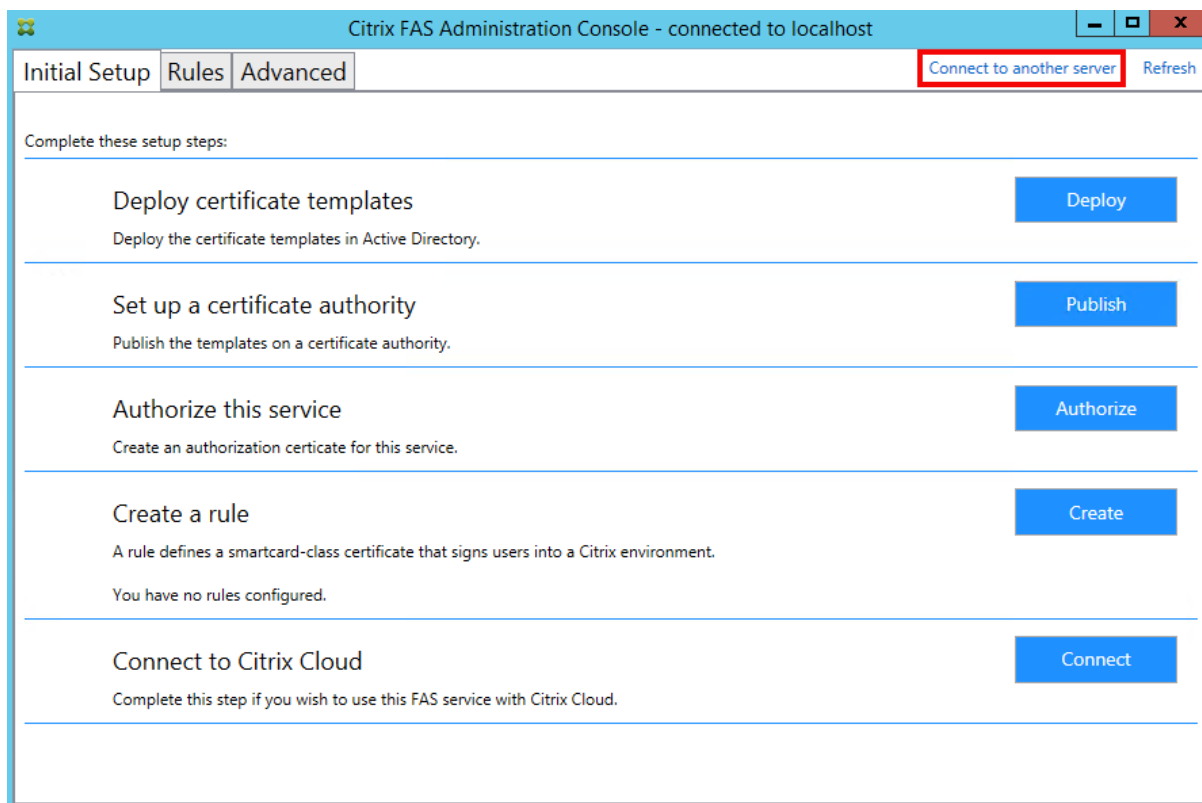 Citrix FAS Administration Console - connected to localhost
Initial Setup Rules Advanced Connect to another server Refresh
Complete these setup steps:
Deploy certificate templates
Deploy
Deploy the certificate templates in Active Directory.
Set up a certificate authority
Publish
Publish the templates on a certificate authority.
Authorize this service
Authorize
Create an authorization certicate for this service.
Create a rule
Create
A rule defines a smartcard-class certificate that signs users into a Citrix environment.
You have no rules configured.
Connect to Citrix Cloud
Connect
Complete this step if you wish to use this FAS service with Citrix Cloud.